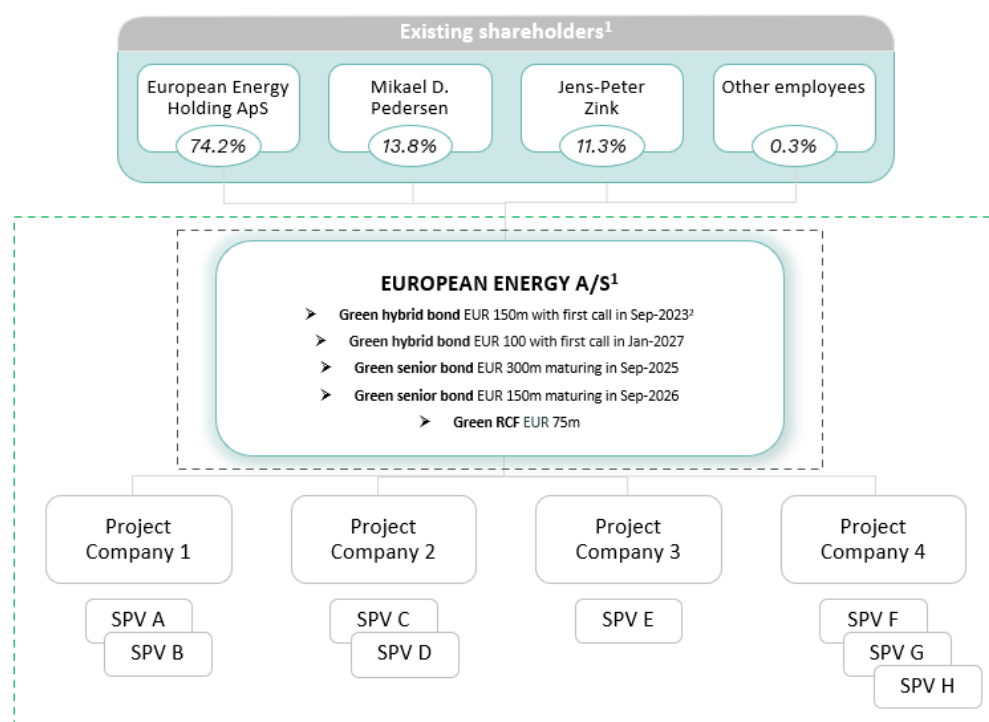 Existing shareholders¹
European Energy
Holding ApS
74.2%
Mikael D.
Pedersen
13.8%
Jens-Peter
Zink
11.3%
Other employees
0.3%
EUROPEAN ENERGY A/S¹
➤ Green hybrid bond EUR 150m with first call in Sep-2023²
➤ Green hybrid bond EUR 100 with first call in Jan-2027
➤ Green senior bond EUR 300m maturing in Sep-2025
➤ Green senior bond EUR 150m maturing in Sep-2026
➤ Green RCF EUR 75m
Project
Company 1
SPV A
SPV B
Project
Company 2
SPV C
SPV D
Project
Company 3
SPV E
Project
Company 4
SPV F
SPV G
SPV H